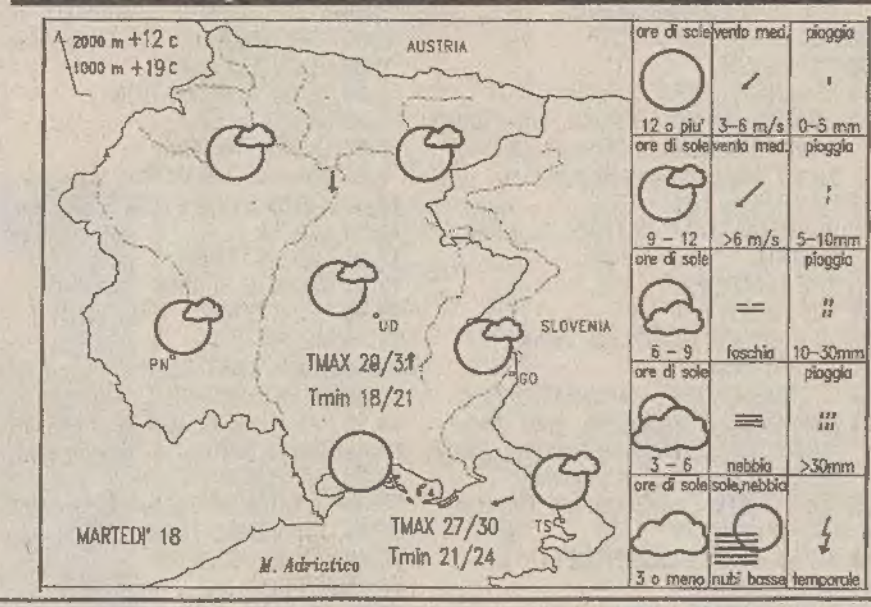 2000 m +12 C
1000 m +19 C
AUSTRIA
SLOVENIA
UD
PN
GO
TMAX 28/31
Tmin 18/21
TS
TMAX 27/30
Tmin 21/24
MARTEDI' 18
M. Adriatico
ore di sole vento med. pioggia
12 o piu' 3-6 m/s 0-5 mm
ore di sole vento med. pioggia
9 - 12 >6 m/s 5-10mm
ore di sole pioggia
6 - 9 foschia 10-30mm
ore di sole pioggia
3 - 6 nebbia >30mm
ore di sole sole,nebbia
3 o meno nubi basse temporale